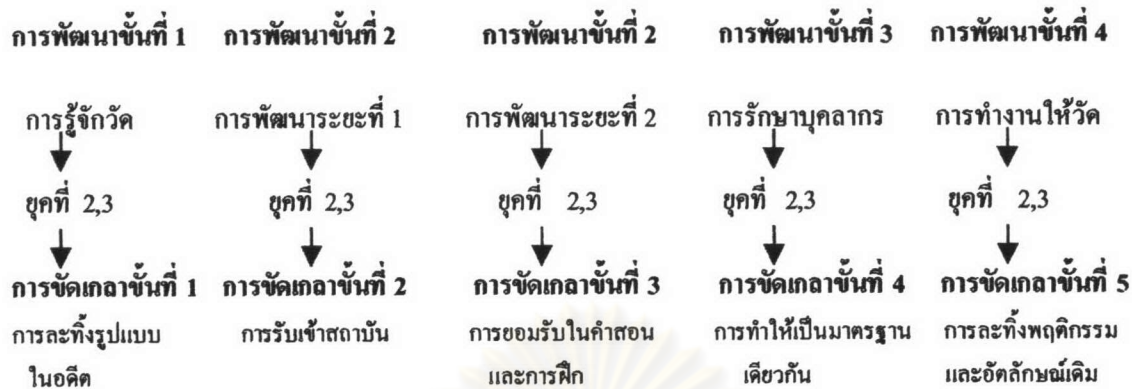 การพัฒนาขั้นที่ 1 การพัฒนาขั้นที่ 2 การพัฒนาขั้นที่ 2 การพัฒนาขั้นที่ 3 การพัฒนาขั้นที่ 4
การรู้จักวัด การพัฒนาระยะที่ 1 การพัฒนาระยะที่ 2 การรักษาบุคลากร การทำงานให้วัด
ยุคที่ 2,3 ยุคที่ 2,3 ยุคที่ 2,3 ยุคที่ 2,3 ยุคที่ 2,3
การขัดเกลาขั้นที่ 1 การขัดเกลาขั้นที่ 2 การขัดเกลาขั้นที่ 3 การขัดเกลาขั้นที่ 4 การขัดเกลาขั้นที่ 5
การละทิ้งรูปแบบ การรับเข้าสถาบัน การยอมรับในคำสอน การทำให้เป็นมาตรฐาน การละทิ้งพฤติกรรม
ในอดีต และการฝึก เดียวกัน และอัตลักษณ์เดิม